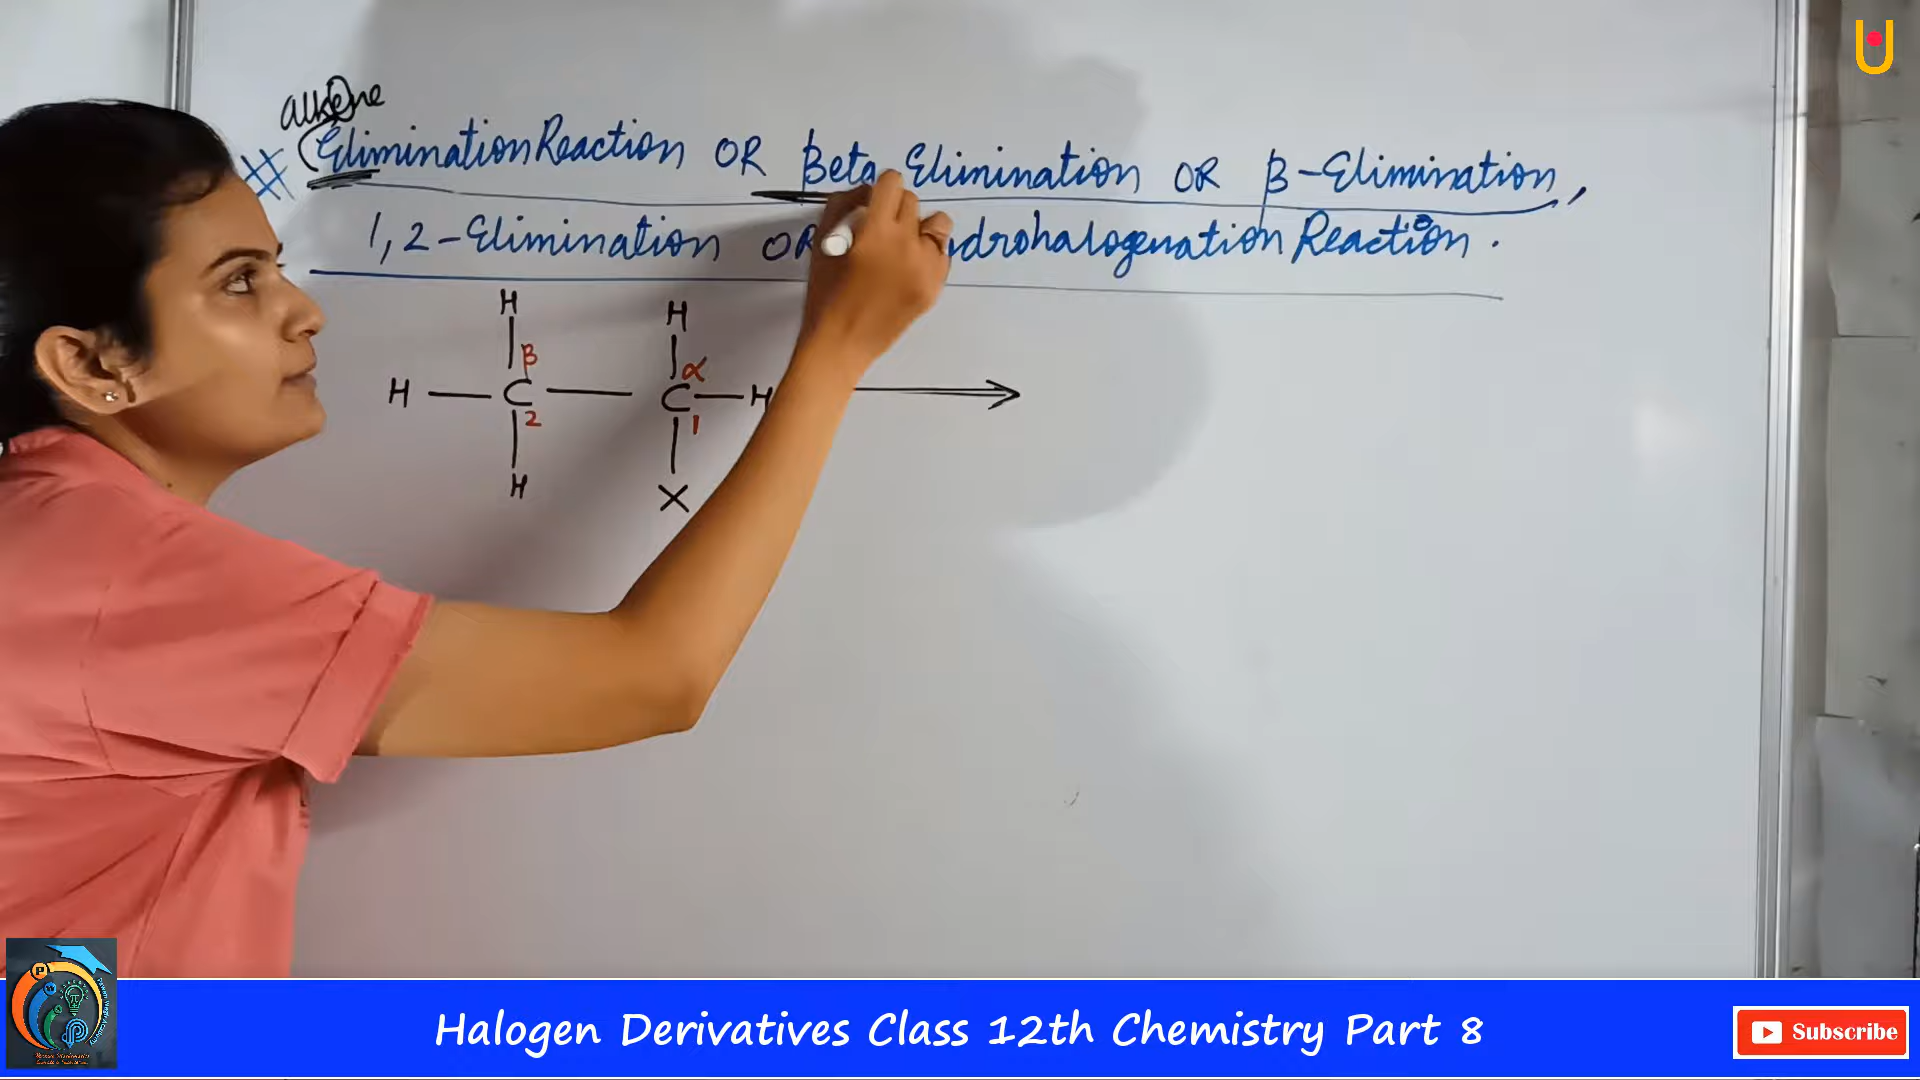 alkene
Elimination Reaction OR Beta Elimination OR β-Elimination,
1,2-Elimination OR Reaction.
H H
β α
H C C H
2 1
H X
Halogen Derivatives Class 12th Chemistry Part 8
Subscribe
U